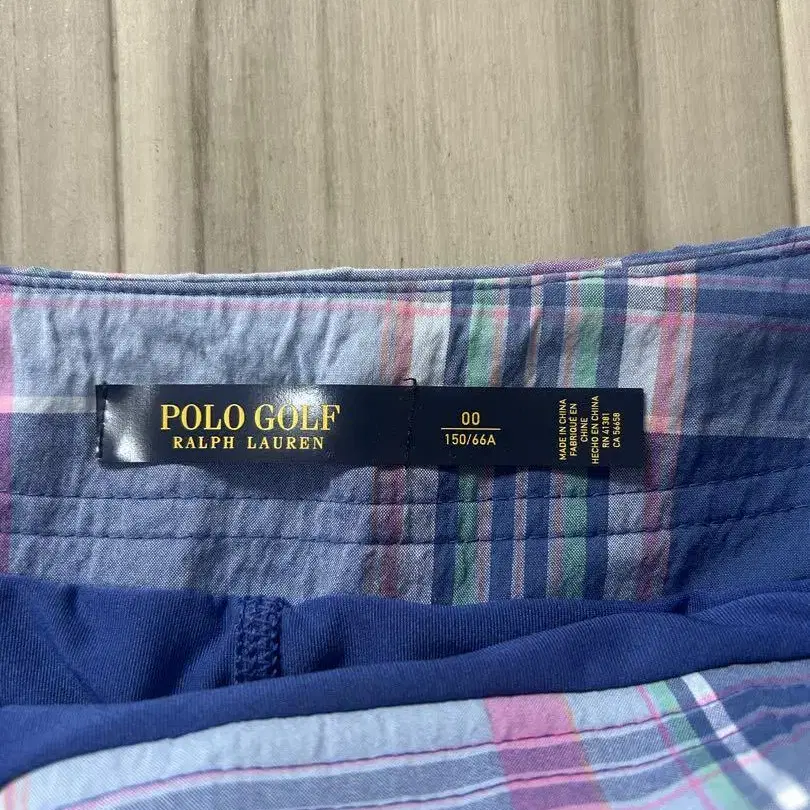 POLO GOLF
RALPH LAUREN
00
150/66A
MADE IN CHINA
FABRIQUÉ EN
CHINE
HECHO EN CHINA
RN 41381
CA 56658